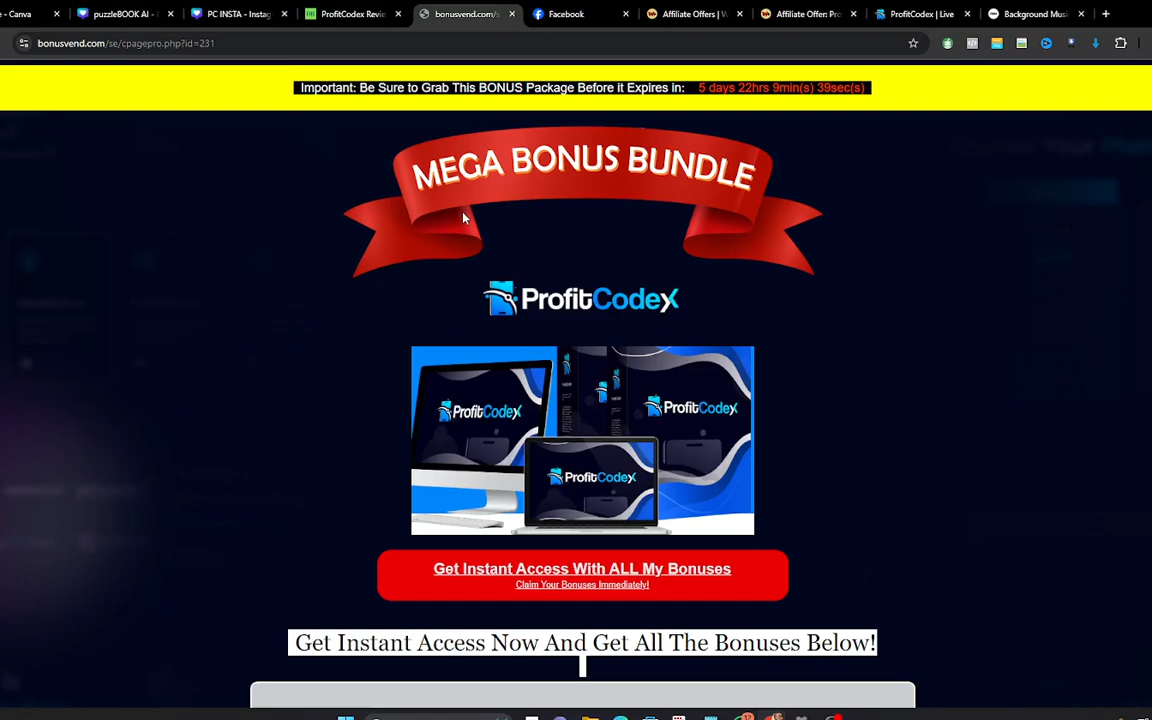 - Canva
puzzleBOOK AI -
PC INSTA - Instag
ProfitCodex Revie
bonusvend.com/s
Facebook
Affiliate Offers | W
Affiliate Offer: Pro
ProfitCodex | Live
Background Musi
bonusvend.com/se/cpagepro.php?id=231
Important: Be Sure to Grab This BONUS Package Before it Expires in: 5 days 22hrs 9min(s) 39sec(s)
MEGA BONUS BUNDLE
ProfitCodex
ProfitCodex
ProfitCodex
ProfitCodex
Get Instant Access With ALL My Bonuses
Claim Your Bonuses Immediately!
Get Instant Access Now And Get All The Bonuses Below!